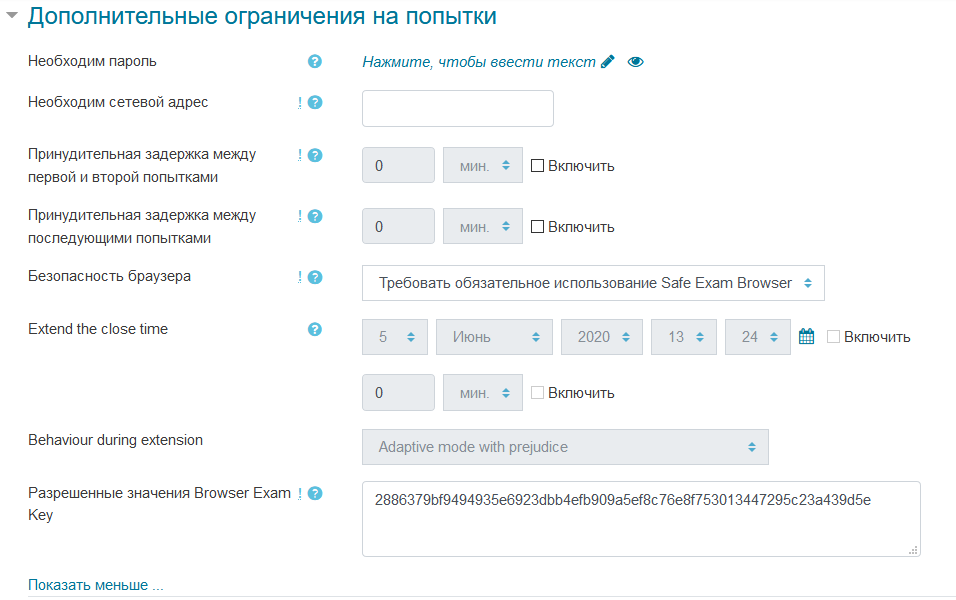 Дополнительные ограничения на попытки
Необходим пароль ? Нажмите, чтобы ввести текст
Необходим сетевой адрес ! ?
Принудительная задержка между ! ? 0 мин. Включить
первой и второй попытками
Принудительная задержка между ! ? 0 мин. Включить
последующими попытками
Безопасность браузера ! ? Требовать обязательное использование Safe Exam Browser
Extend the close time ? 5 Июнь 2020 13 24 Включить
0 мин. Включить
Behaviour during extension Adaptive mode with prejudice
Разрешенные значения Browser Exam ! ? 2886379bf9494935e6923dbb4efb909a5ef8c76e8f753013447295c23a439d5e
Key
Показать меньше ...